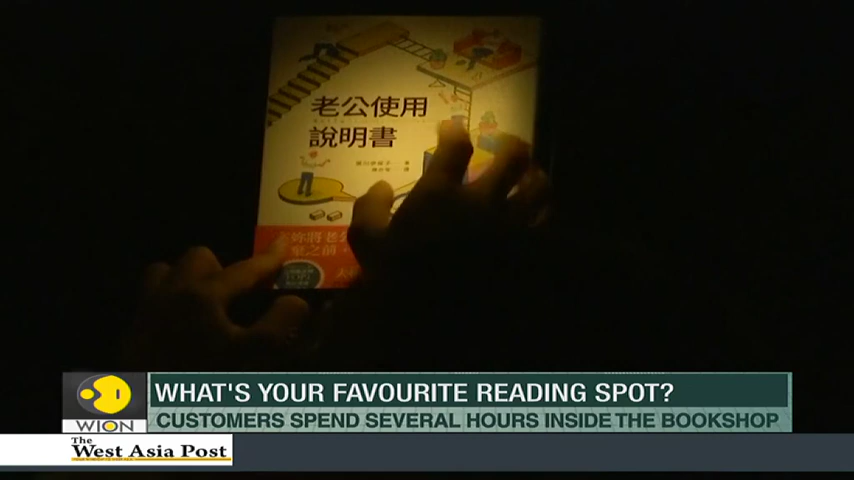 老公使用
說明書
WHAT'S YOUR FAVOURITE READING SPOT?
CUSTOMERS SPEND SEVERAL HOURS INSIDE THE BOOKSHOP
WION
The
West Asia Post